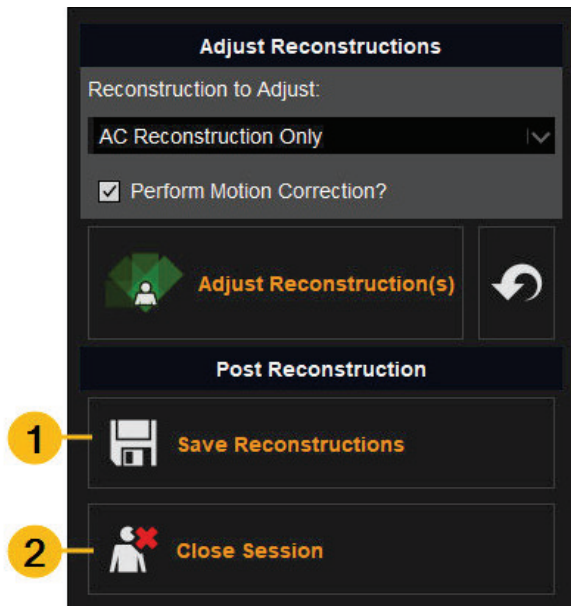 Adjust Reconstructions
Reconstruction to Adjust:
AC Reconstruction Only
Perform Motion Correction?
Adjust Reconstruction(s)
Post Reconstruction
1
Save Reconstructions
2
Close Session